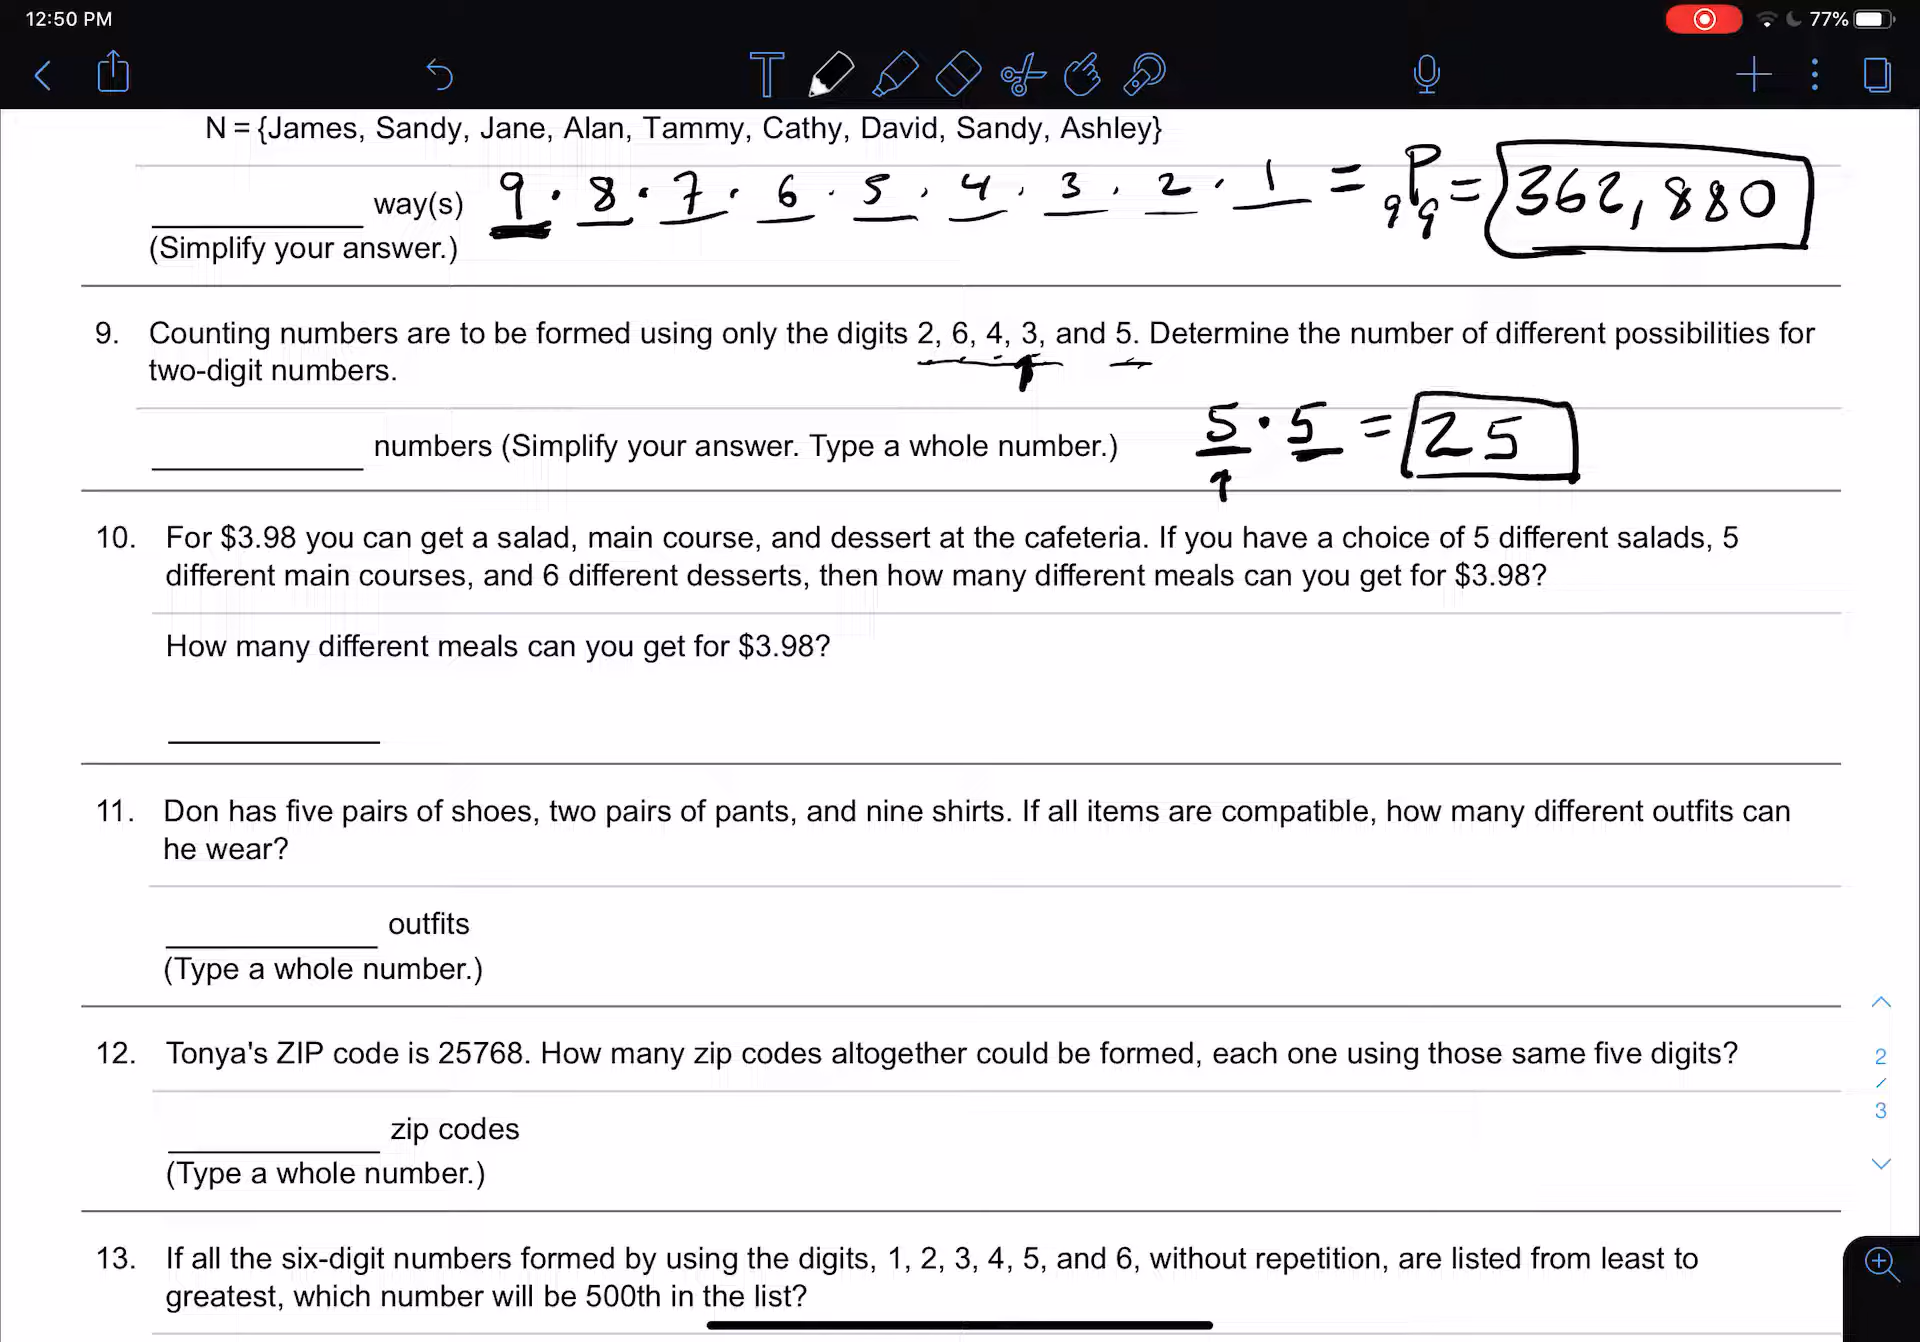 12:50 PM
77%
T
N = {James, Sandy, Jane, Alan, Tammy, Cathy, David, Sandy, Ashley}
way(s) 9 · 8 · 7 · 6 · 5 · 4 · 3 · 2 · 1 = 9P9 = 362,880
(Simplify your answer.)
9. Counting numbers are to be formed using only the digits 2, 6, 4, 3, and 5. Determine the number of different possibilities for
two-digit numbers.
numbers (Simplify your answer. Type a whole number.) 5 · 5 = 25
10. For $3.98 you can get a salad, main course, and dessert at the cafeteria. If you have a choice of 5 different salads, 5
different main courses, and 6 different desserts, then how many different meals can you get for $3.98?
How many different meals can you get for $3.98?
11. Don has five pairs of shoes, two pairs of pants, and nine shirts. If all items are compatible, how many different outfits can
he wear?
outfits
(Type a whole number.)
12. Tonya's ZIP code is 25768. How many zip codes altogether could be formed, each one using those same five digits?
2
/
3
zip codes
(Type a whole number.)
13. If all the six-digit numbers formed by using the digits, 1, 2, 3, 4, 5, and 6, without repetition, are listed from least to
greatest, which number will be 500th in the list?